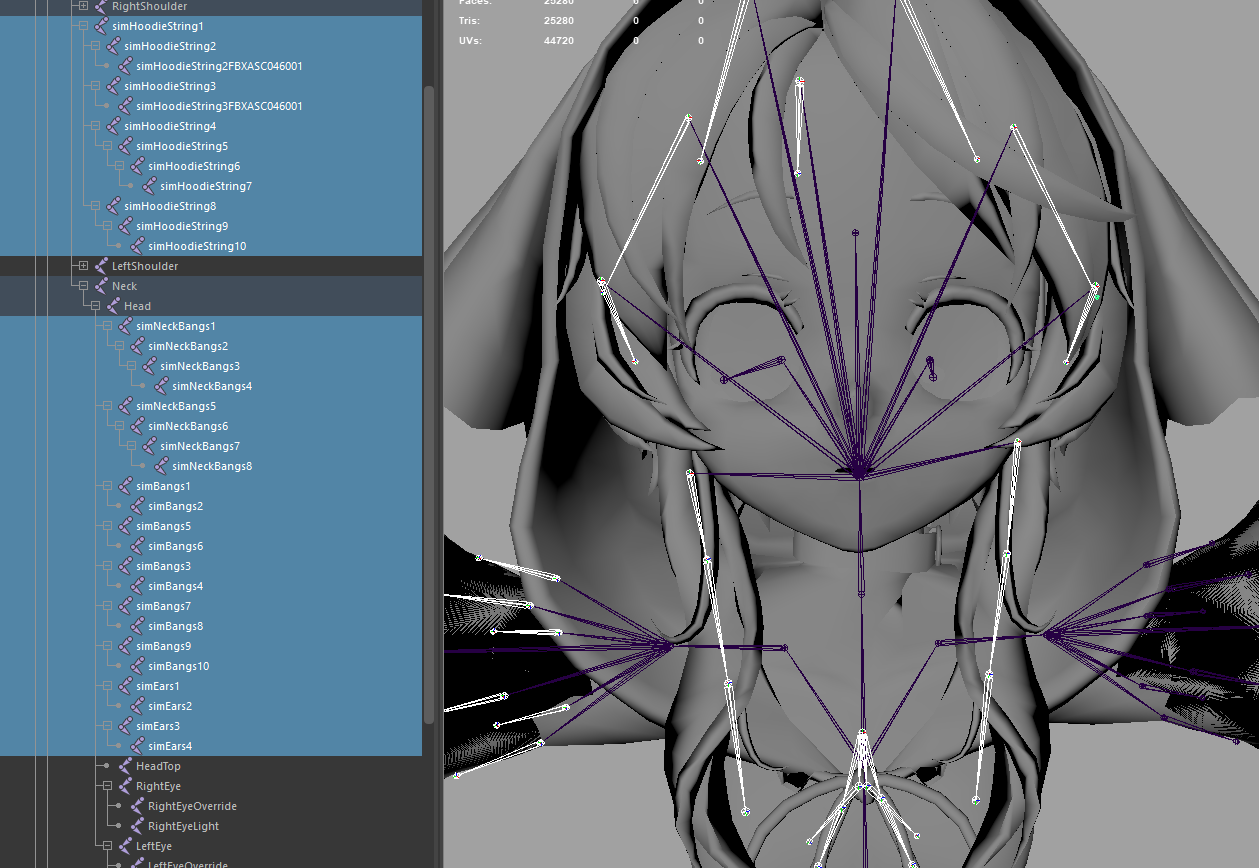 RightShoulder
simHoodieString1
simHoodieString2
simHoodieString2FBXASC046001
simHoodieString3
simHoodieString3FBXASC046001
simHoodieString4
simHoodieString5
simHoodieString6
simHoodieString7
simHoodieString8
simHoodieString9
simHoodieString10
LeftShoulder
Neck
Head
simNeckBangs1
simNeckBangs2
simNeckBangs3
simNeckBangs4
simNeckBangs5
simNeckBangs6
simNeckBangs7
simNeckBangs8
simBangs1
simBangs2
simBangs5
simBangs6
simBangs3
simBangs4
simBangs7
simBangs8
simBangs9
simBangs10
simEars1
simEars2
simEars3
simEars4
HeadTop
RightEye
RightEyeOverride
RightEyeLight
LeftEye
LeftEyeOverride
Faces: 25280 0 0
Tris: 25280 0 0
UVs: 44720 0 0